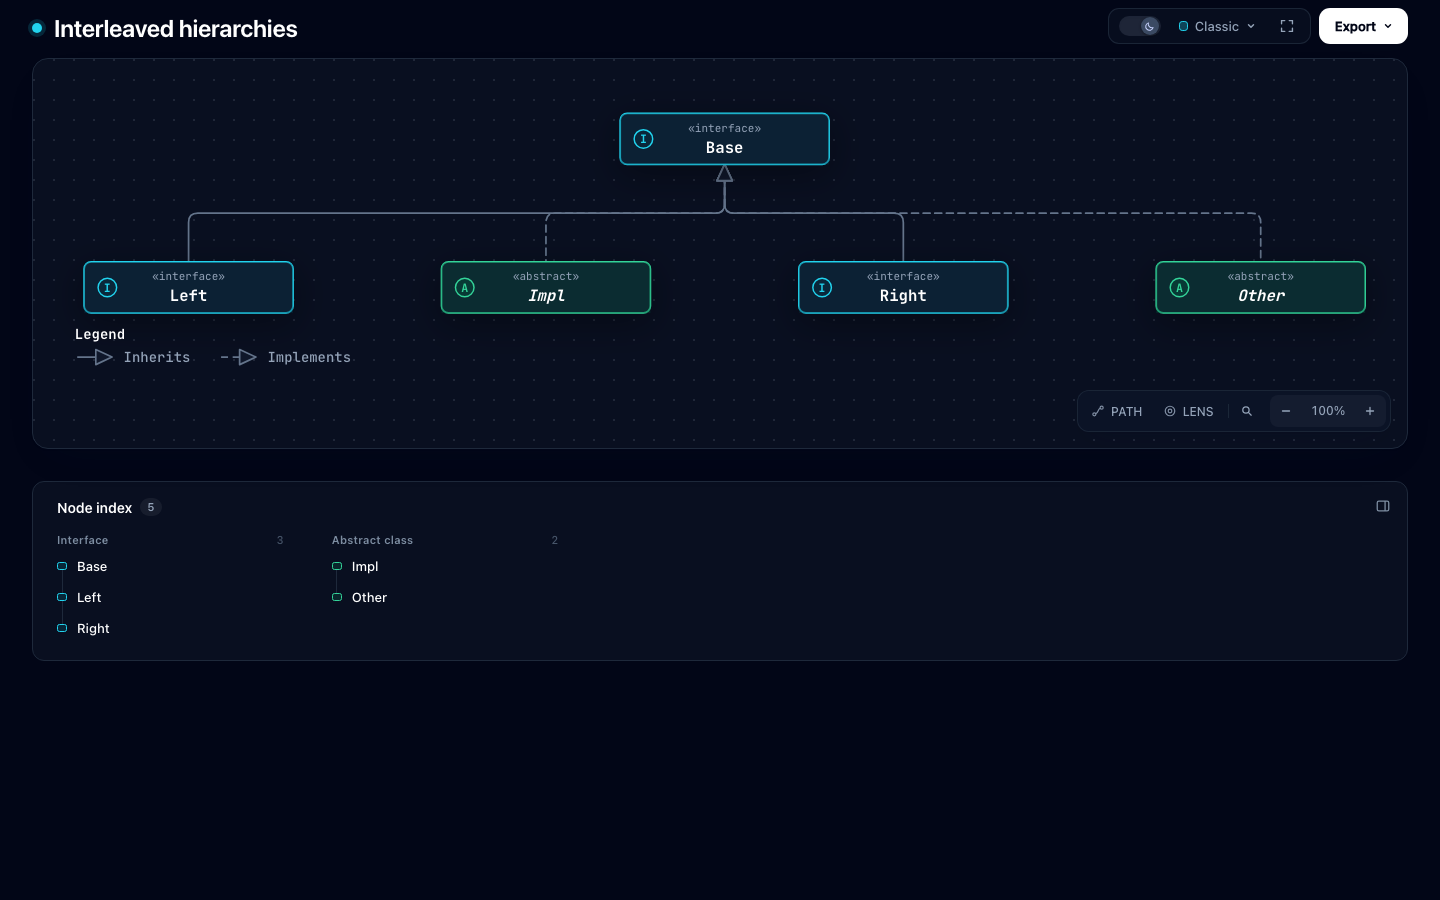 Interleaved hierarchies
Classic
Export
«interface»
I
Base
«interface»
I
Left
«abstract»
A
Impl
«interface»
I
Right
«abstract»
A
Other
Legend
Inherits
Implements
PATH
LENS
− 100% +
Node index 5
Interface 3
Base
Left
Right
Abstract class 2
Impl
Other